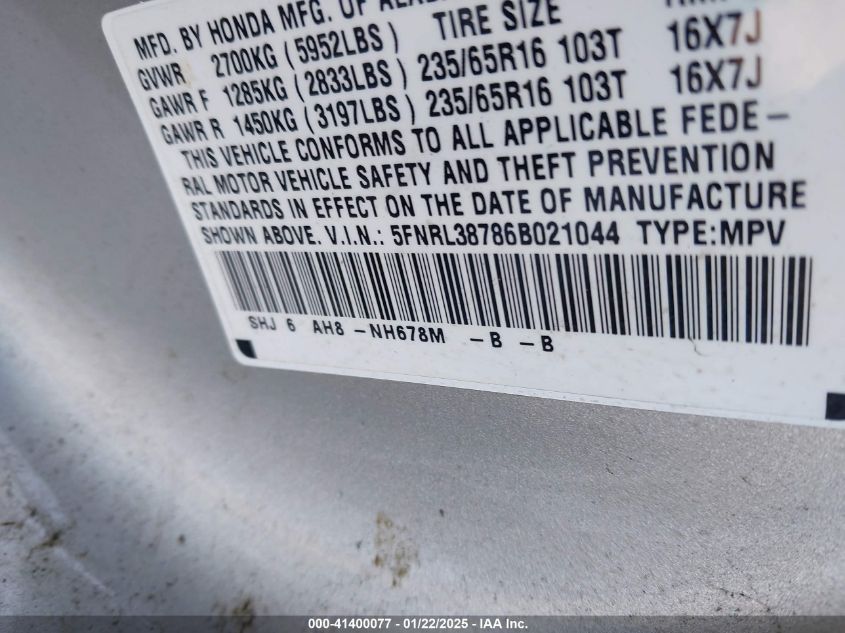 MFD. BY HONDA MFG. OF
GVWR 2700KG (5952LBS) TIRE SIZE
GAWR F 1285KG (2833LBS) 235/65R16 103T 16X7J
GAWR R 1450KG (3197LBS) 235/65R16 103T 16X7J
THIS VEHICLE CONFORMS TO ALL APPLICABLE FEDE-
RAL MOTOR VEHICLE SAFETY AND THEFT PREVENTION
STANDARDS IN EFFECT ON THE DATE OF MANUFACTURE
SHOWN ABOVE. V.I.N.: 5FNRL38786B021044 TYPE:MPV
SHJ 6 AH8 -NH678M -B -B
000-41400077 - 01/22/2025 - IAA Inc.